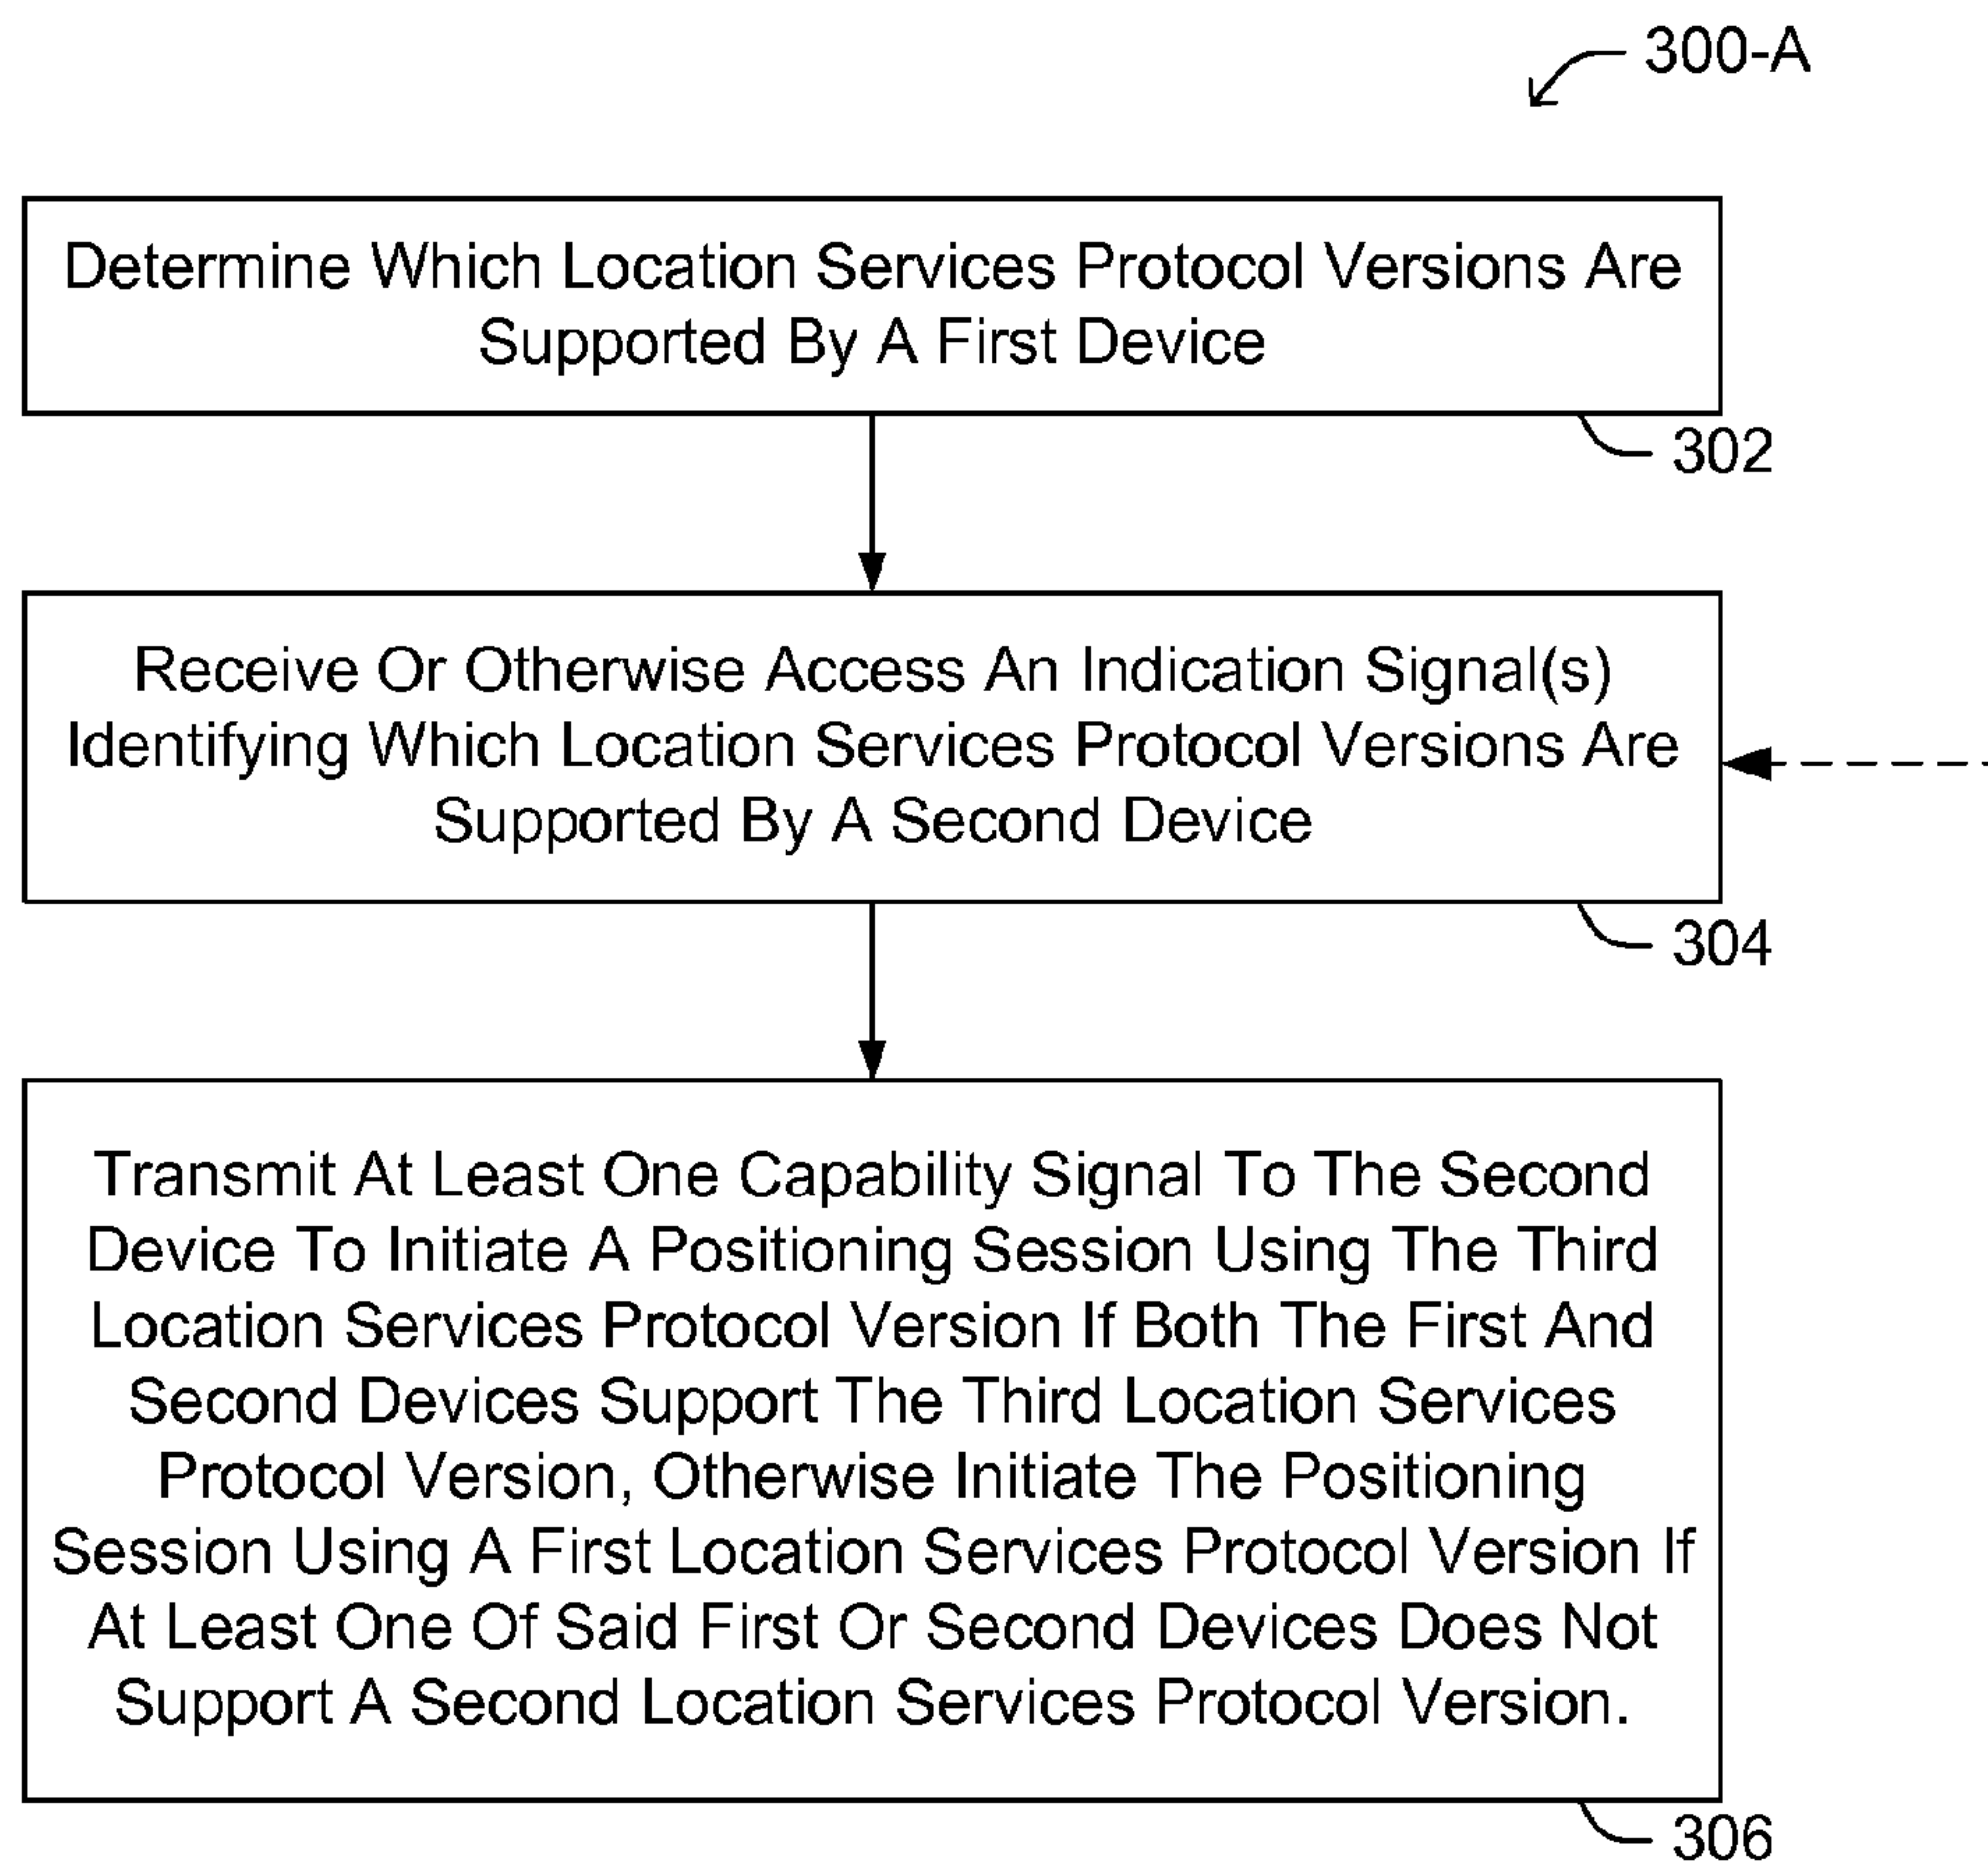 300-A
Determine Which Location Services Protocol Versions Are
Supported By A First Device
302
Receive Or Otherwise Access An Indication Signal(s)
Identifying Which Location Services Protocol Versions Are
Supported By A Second Device
304
Transmit At Least One Capability Signal To The Second
Device To Initiate A Positioning Session Using The Third
Location Services Protocol Version If Both The First And
Second Devices Support The Third Location Services
Protocol Version, Otherwise Initiate The Positioning
Session Using A First Location Services Protocol Version If
At Least One Of Said First Or Second Devices Does Not
Support A Second Location Services Protocol Version.
306